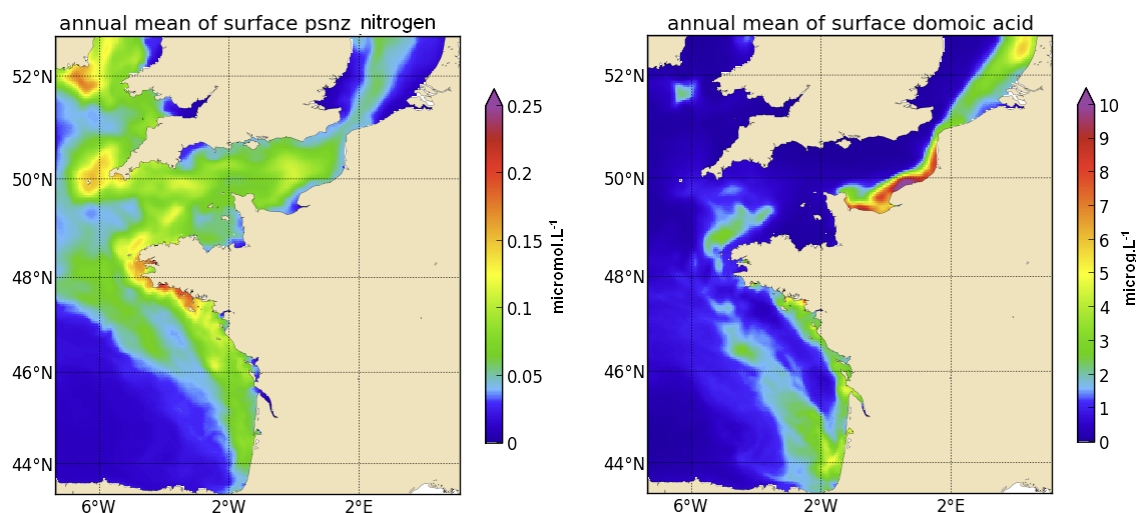 annual mean of surface psnz nitrogen
52°N
50°N
48°N
46°N
44°N
6°W
2°W
2°E
0.25
0.2
0.15
0.1
0.05
0
micromol.L⁻¹
annual mean of surface domoic acid
52°N
50°N
48°N
46°N
44°N
6°W
2°W
2°E
10
9
8
7
6
5
4
3
2
1
0
microg.L⁻¹